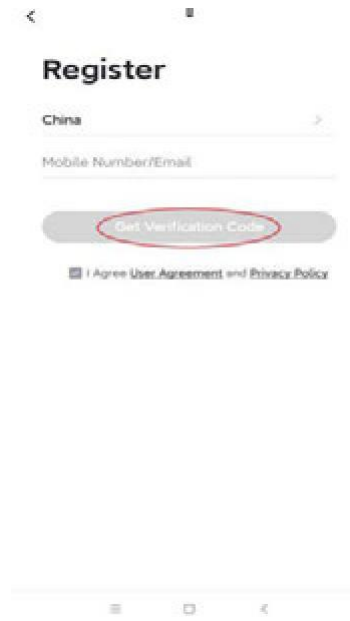 Register
China
Mobile Number/Email
Get Verification Code
I Agree User Agreement and Privacy Policy